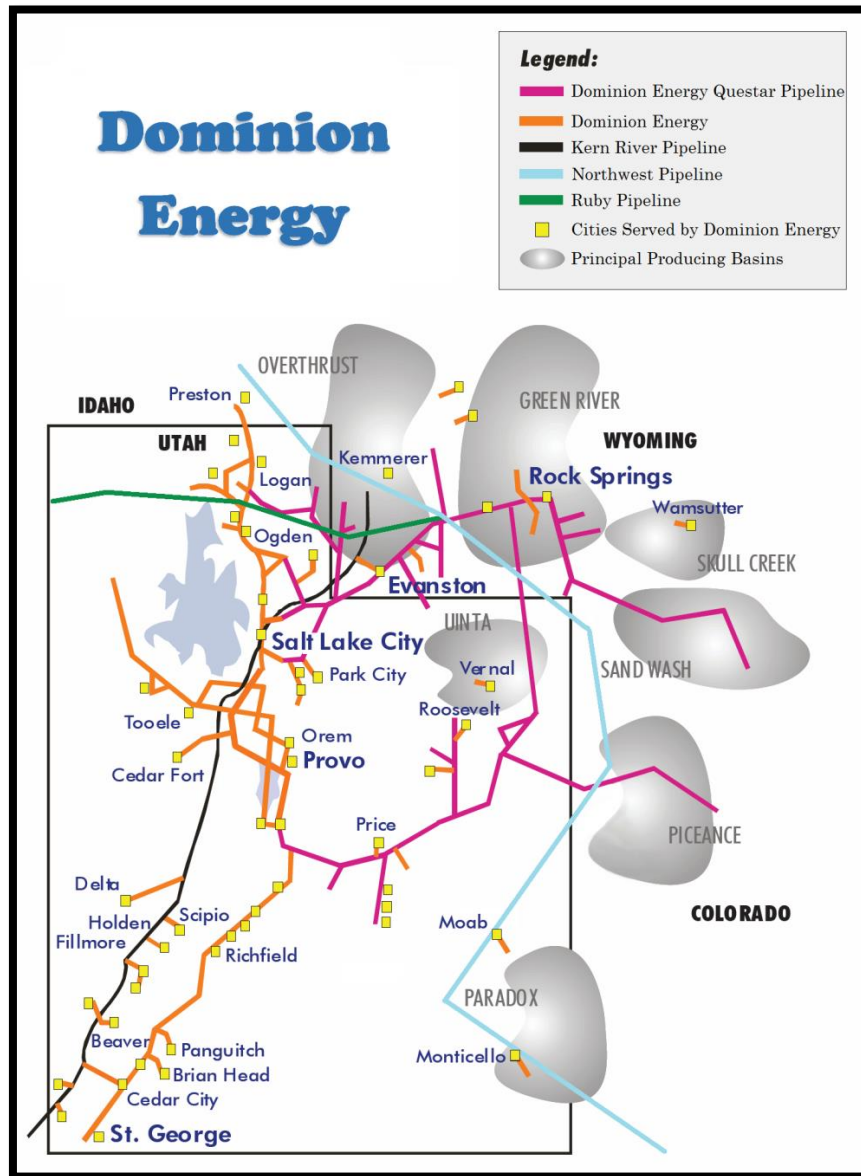 Dominion
Energy
Legend:
Dominion Energy Questar Pipeline
Dominion Energy
Kern River Pipeline
Northwest Pipeline
Ruby Pipeline
Cities Served by Dominion Energy
Principal Producing Basins
OVERTHRUST
Preston
GREEN RIVER
IDAHO
UTAH
WYOMING
Kemmerer
Logan
Rock Springs
Wamsutter
Ogden
SKULL CREEK
Evanston
UINTA
Salt Lake City
Vernal
SAND WASH
Park City
Roosevelt
Tooele
Orem
Provo
Cedar Fort
Price
PICEANCE
Delta
Scipio
COLORADO
Holden
Moab
Fillmore
Richfield
PARADOX
Beaver
Panguitch
Monticello
Brian Head
Cedar City
St. George